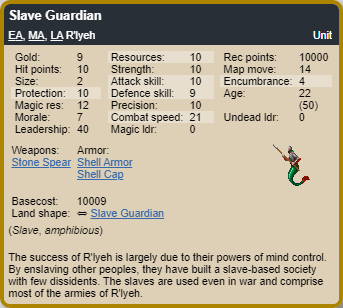 Slave Guardian
EA, MA, LA R'lyeh Unit
Gold: 9 Resources: 10 Rec points: 10000
Hit points: 10 Strength: 10 Map move: 14
Size: 2 Attack skill: 10 Encumbrance: 4
Protection: 10 Defence skill: 9 Age: 22
Magic res: 12 Precision: 10 (50)
Morale: 7 Combat speed: 21 Undead ldr: 0
Leadership: 40 Magic ldr: 0
Weapons: Armor:
Stone Spear Shell Armor
Shell Cap
Basecost: 10009
Land shape: ⇔ Slave Guardian
(Slave, amphibious)
The success of R'lyeh is largely due to their powers of mind control.
By enslaving other peoples, they have built a slave-based society
with few dissidents. The slaves are used even in war and comprise
most of the armies of R'lyeh.